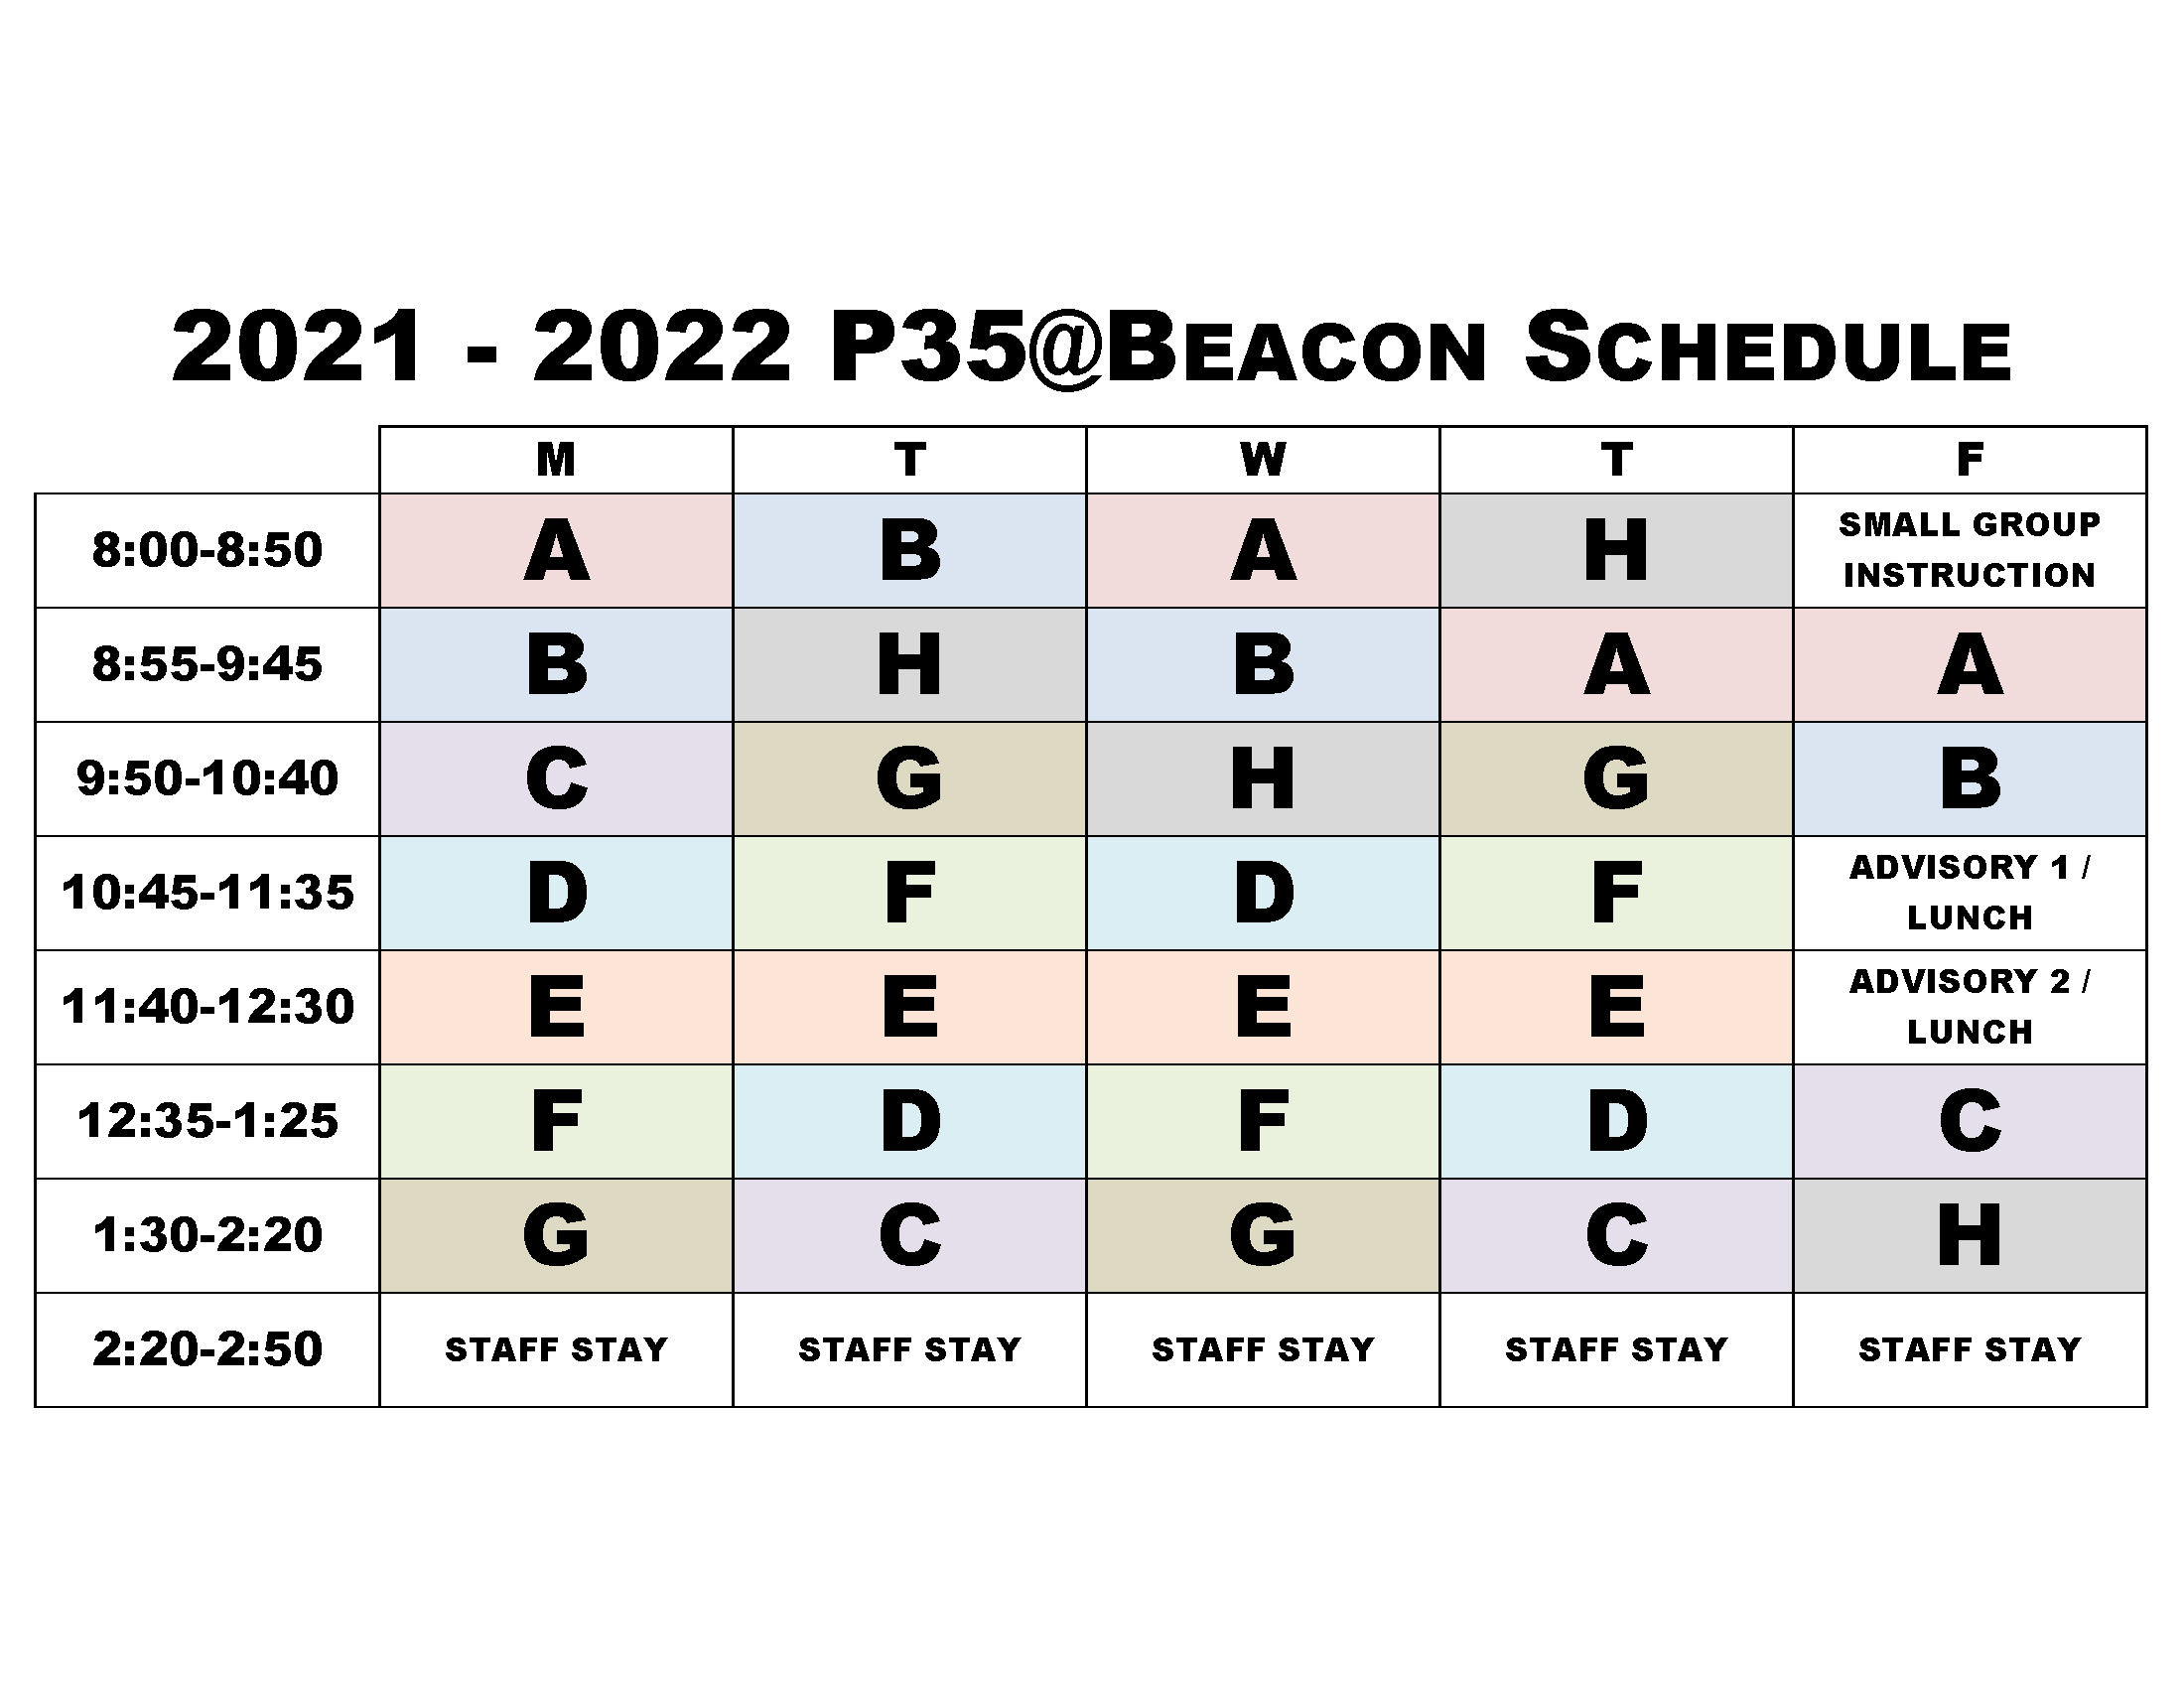 2021 - 2022 P35@BEACON SCHEDULE
M T W T F
8:00-8:50 A B A H SMALL GROUP INSTRUCTION
8:55-9:45 B H B A A
9:50-10:40 C G H G B
10:45-11:35 D F D F ADVISORY 1 / LUNCH
11:40-12:30 E E E E ADVISORY 2 / LUNCH
12:35-1:25 F D F D C
1:30-2:20 G C G C H
2:20-2:50 STAFF STAY STAFF STAY STAFF STAY STAFF STAY STAFF STAY